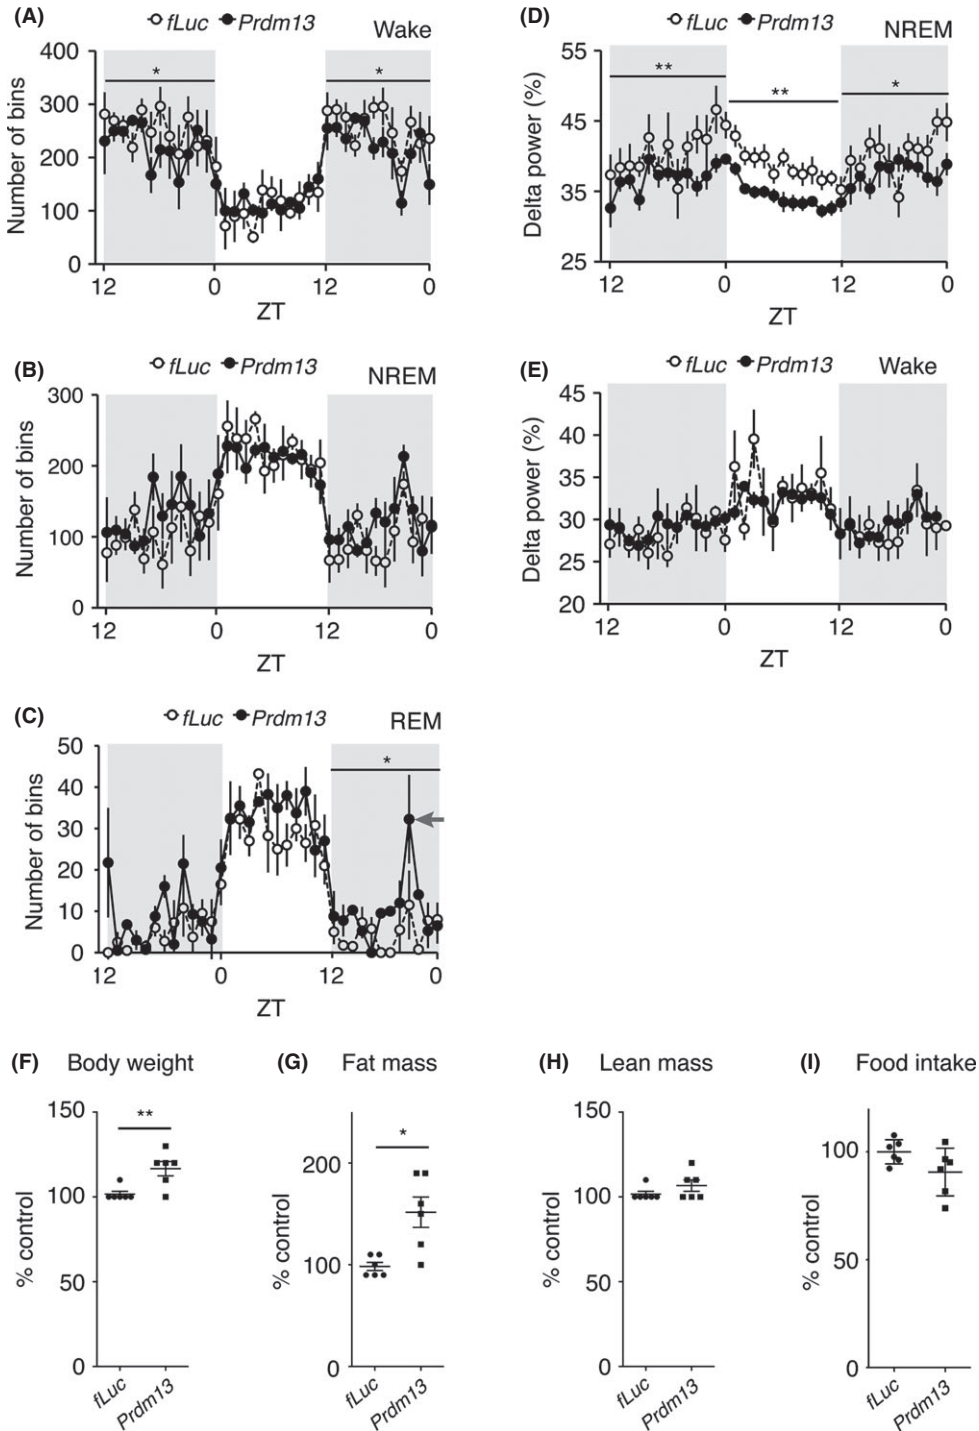 (A)
fLuc Prdm13
Wake
400
300
200
100
0
Number of bins
*
*
12 0 12 0
ZT
(D)
fLuc Prdm13
NREM
55
45
35
25
Delta power (%)
**
**
*
12 0 12 0
ZT
(B)
fLuc Prdm13
NREM
300
200
100
0
Number of bins
12 0 12 0
ZT
(E)
fLuc Prdm13
Wake
45
40
35
30
25
20
Delta power (%)
12 0 12 0
ZT
(C)
fLuc Prdm13
REM
50
40
30
20
10
0
Number of bins
*
12 0 12 0
ZT
(F) Body weight
150
100
50
0
% control
**
fLuc
Prdm13
(G) Fat mass
200
100
0
% control
*
fLuc
Prdm13
(H) Lean mass
150
100
50
0
% control
fLuc
Prdm13
(I) Food intake
100
50
0
% control
fLuc
Prdm13